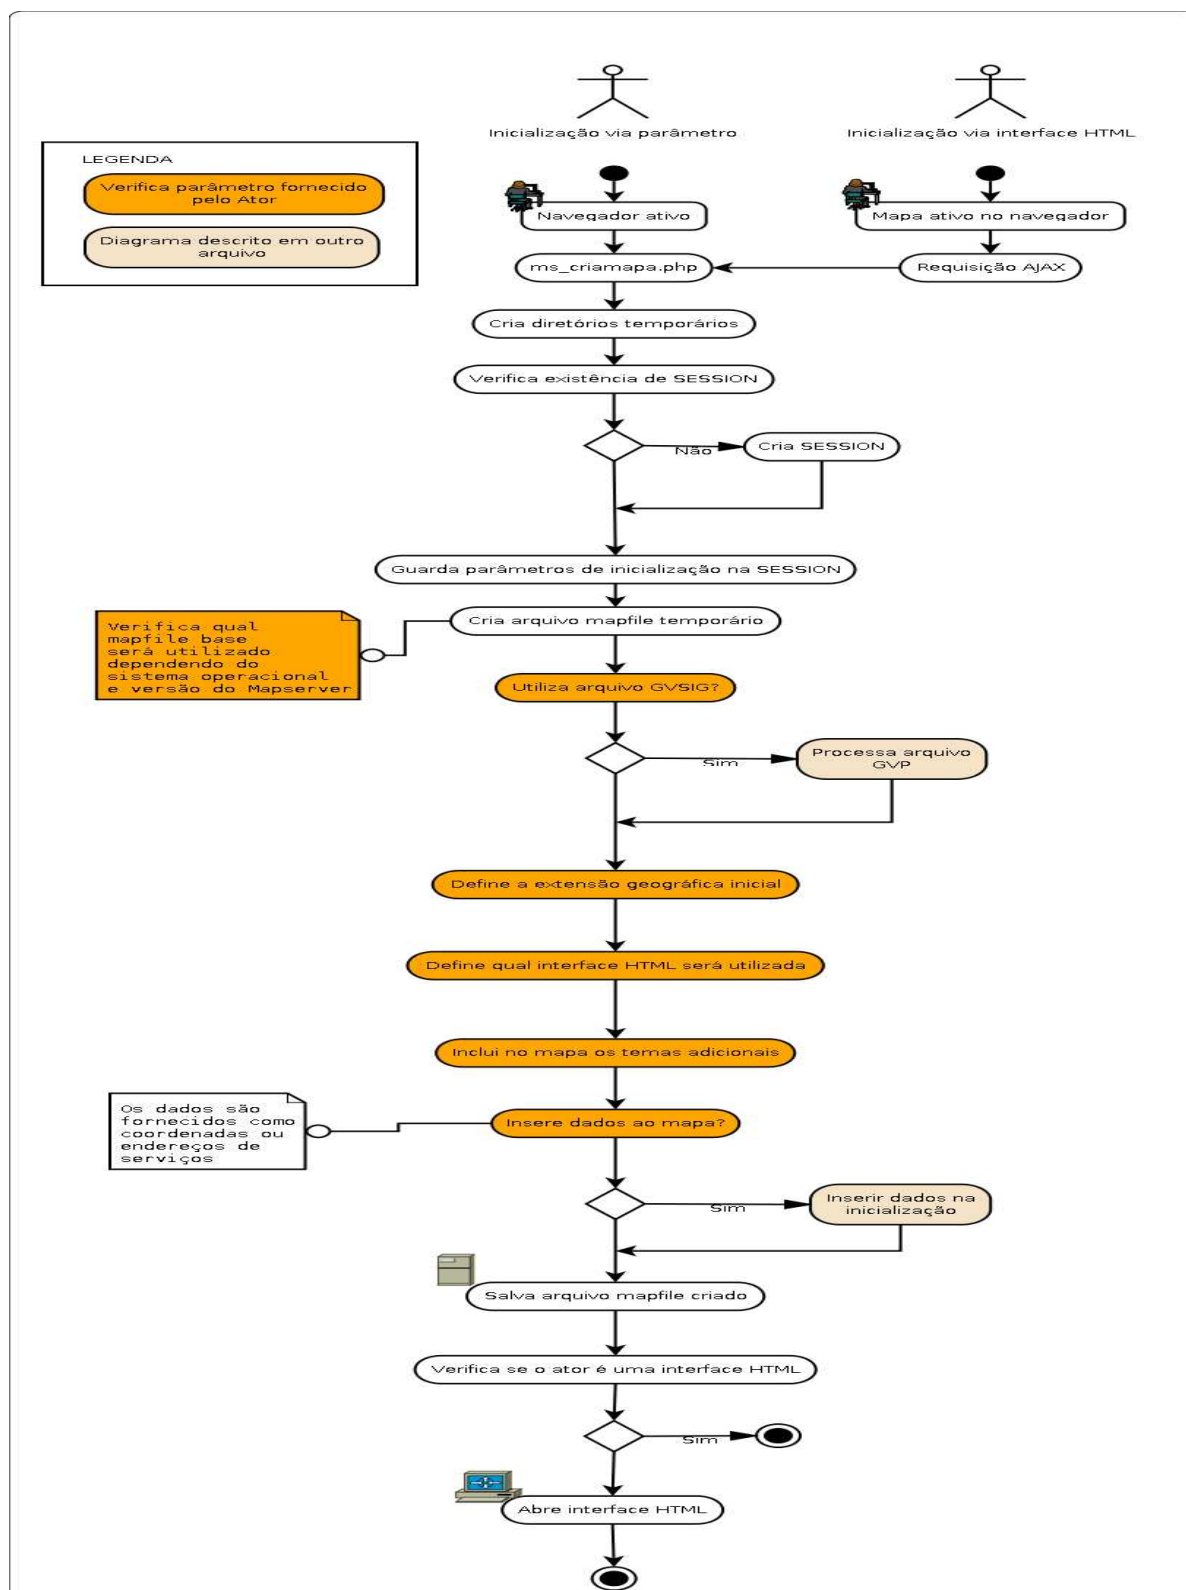 Inicialização via parâmetro
Inicialização via interface HTML
LEGENDA
Verifica parâmetro fornecido
pelo Ator
Diagrama descrito em outro
arquivo
Navegador ativo
Mapa ativo no navegador
ms_criamapa.php
Requisição AJAX
Cria diretórios temporários
Verifica existência de SESSION
Não
Cria SESSION
Guarda parâmetros de inicialização na SESSION
Cria arquivo mapfile temporário
Verifica qual
mapfile base
será utilizado
dependendo do
sistema operacional
e versão do Mapserver
Utiliza arquivo GVSIG?
Sim
Processa arquivo
GVP
Define a extensão geográfica inicial
Define qual interface HTML será utilizada
Inclui no mapa os temas adicionais
Os dados são
fornecidos como
coordenadas ou
endereços de
serviços
Insere dados ao mapa?
Sim
Inserir dados na
inicialização
Salva arquivo mapfile criado
Verifica se o ator é uma interface HTML
Sim
Abre interface HTML